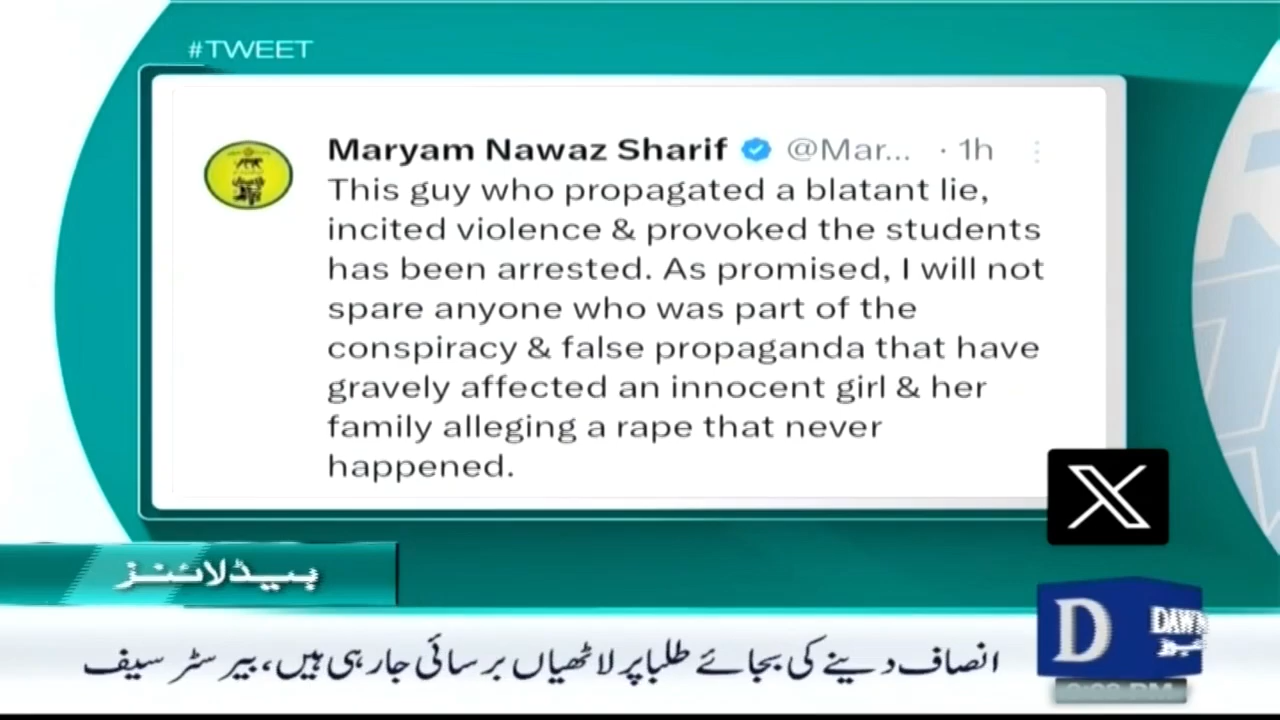 #TWEET
Maryam Nawaz Sharif @Mar... · 1h
This guy who propagated a blatant lie,
incited violence & provoked the students
has been arrested. As promised, I will not
spare anyone who was part of the
conspiracy & false propaganda that have
gravely affected an innocent girl & her
family alleging a rape that never
happened.
ہیڈلائنز
D DAWN نیوز
انصاف دینے کی بجائے طلبا پر لاٹھیاں برسائی جارہی ہیں، بیرسٹر سیف